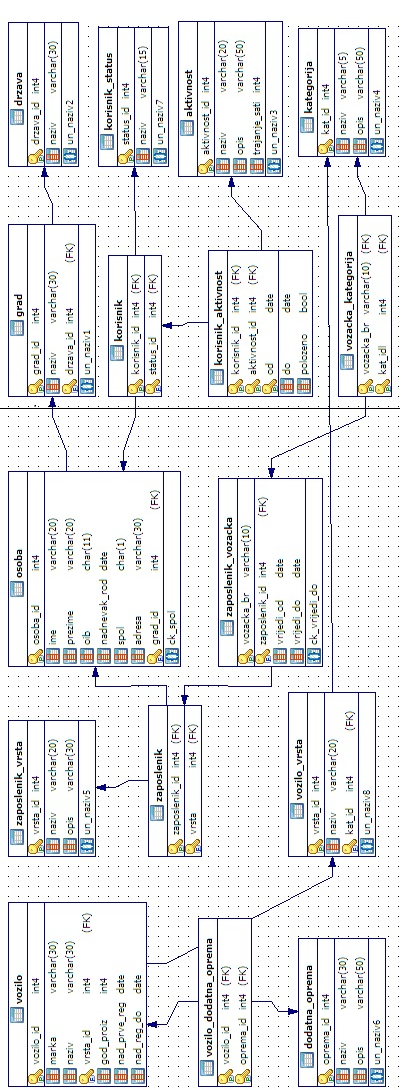 vozilo
vozilo_id int4
marka varchar(30)
naziv varchar(30)
vrsta_id int4 (FK)
god_proiz int4
nad_prve_reg date
nad_reg_do date
zaposlenik_vrsta
vrsta_id int4
naziv varchar(20)
opis varchar(30)
un_naziv5
osoba
osoba_id int4
ime varchar(20)
prezime varchar(20)
oib char(11)
nadnevak_rod date
spol char(1)
adresa varchar(30)
grad_id int4 (FK)
ck_spol
grad
grad_id int4
naziv varchar(30)
drzava_id int4 (FK)
un_naziv1
drzava
drzava_id int4
naziv varchar(30)
un_naziv2
korisnik_status
status_id int4
naziv varchar(15)
un_naziv7
korisnik
korisnik_id int4 (FK)
status_id int4 (FK)
zaposlenik
zaposlenik_id int4 (FK)
vrsta int4 (FK)
aktivnost
aktivnost_id int4
naziv varchar(20)
opis varchar(50)
trajanje_sati int4
un_naziv3
korisnik_aktivnost
korisnik_id int4 (FK)
aktivnost_id int4 (FK)
od date
do date
polozeno bool
vozilo_dodatna_oprema
vozilo_id int4 (FK)
oprema_id int4 (FK)
zaposlenik_vozacka
vozacka_br varchar(10)
zaposlenik_id int4 (FK)
vrijedi_od date
vrijedi_do date
ck_vrijedi_do
vozilo_vrsta
vrsta_id int4
naziv varchar(20)
kat_id int4 (FK)
un_naziv8
kategorija
kat_id int4
naziv varchar(5)
opis varchar(50)
un_naziv4
vozacka_kategorija
vozacka_br varchar(10) (FK)
kat_idl int4 (FK)
dodatna_oprema
oprema_id int4
naziv varchar(30)
opis varchar(50)
un_naziv6